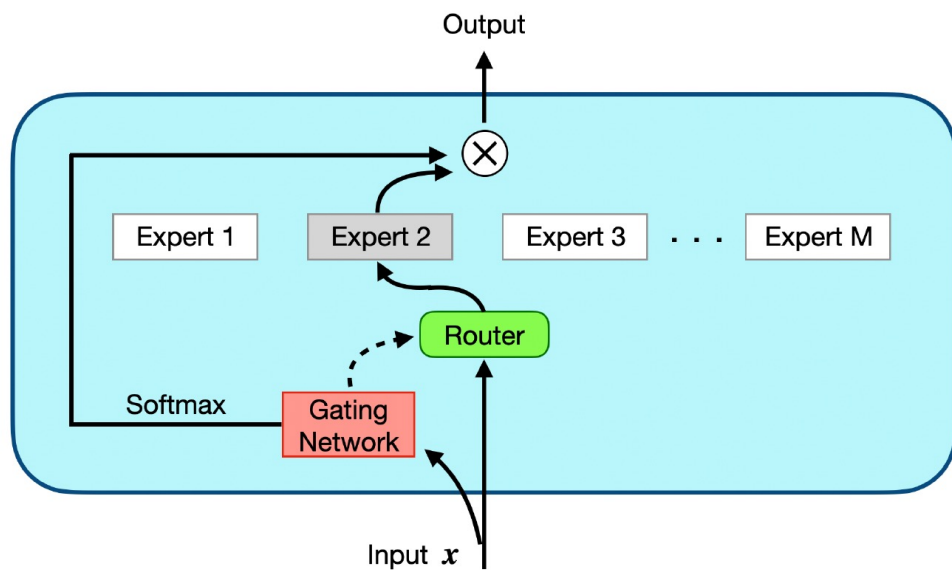 Output
Expert 1
Expert 2
Expert 3
. . .
Expert M
Router
Softmax
Gating
Network
Input x